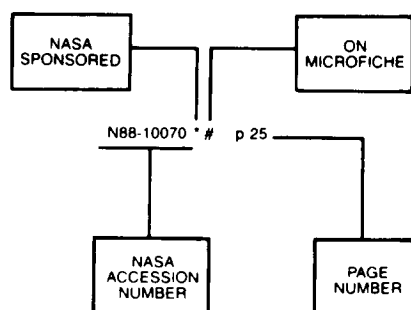 NASA
SPONSORED
ON
MICROFICHE
N88-10070 * # p 25
NASA
ACCESSION
NUMBER
PAGE
NUMBER